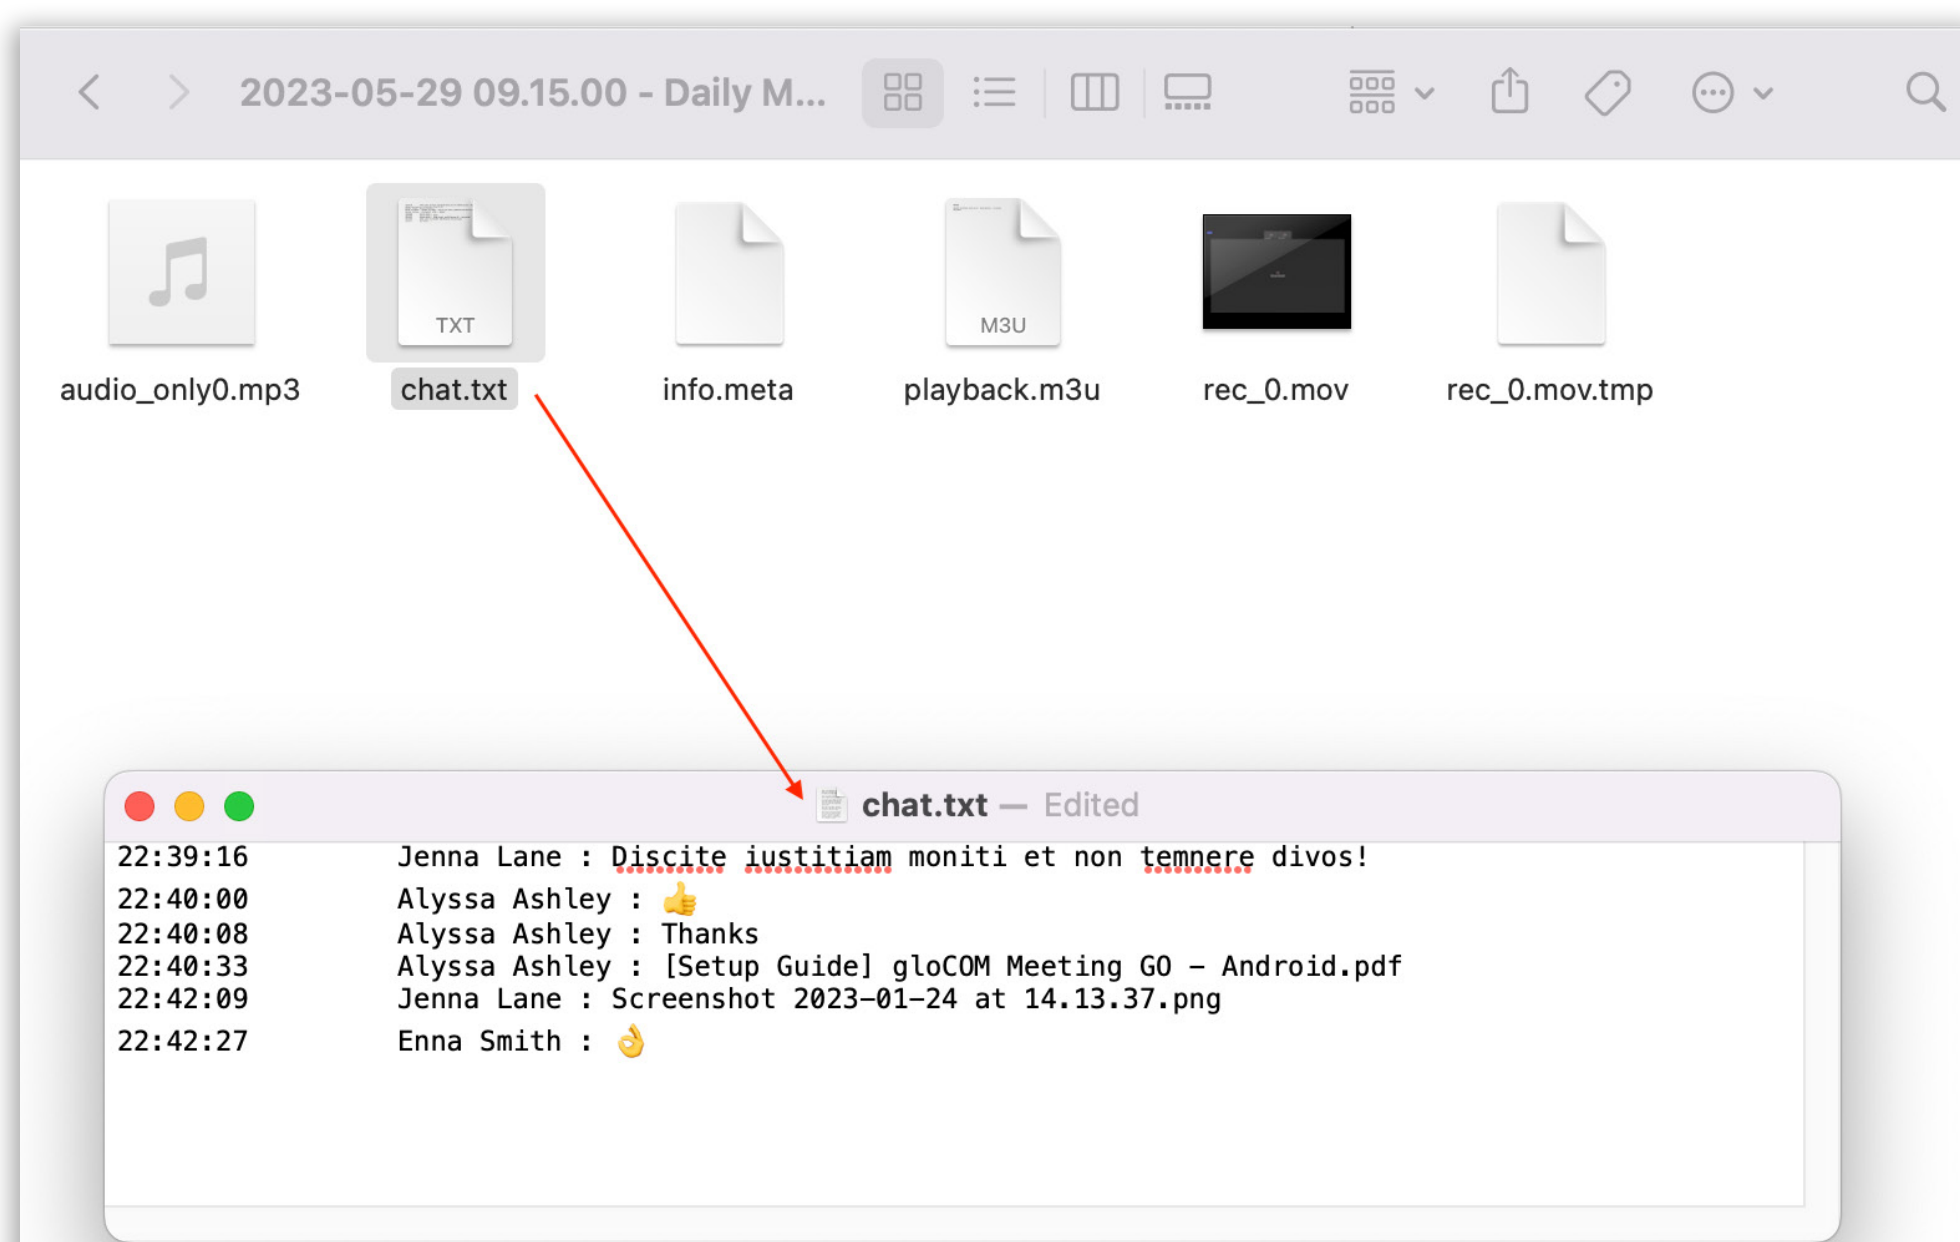 2023-05-29 09.15.00 - Daily M...
TXT
M3U
audio_only0.mp3
chat.txt
info.meta
playback.m3u
rec_0.mov
rec_0.mov.tmp
chat.txt — Edited
22:39:16 Jenna Lane : Discite iustitiam moniti et non temnere divos!
22:40:00 Alyssa Ashley : 👍
22:40:08 Alyssa Ashley : Thanks
22:40:33 Alyssa Ashley : [Setup Guide] gloCOM Meeting GO – Android.pdf
22:42:09 Jenna Lane : Screenshot 2023–01–24 at 14.13.37.png
22:42:27 Enna Smith : 👌